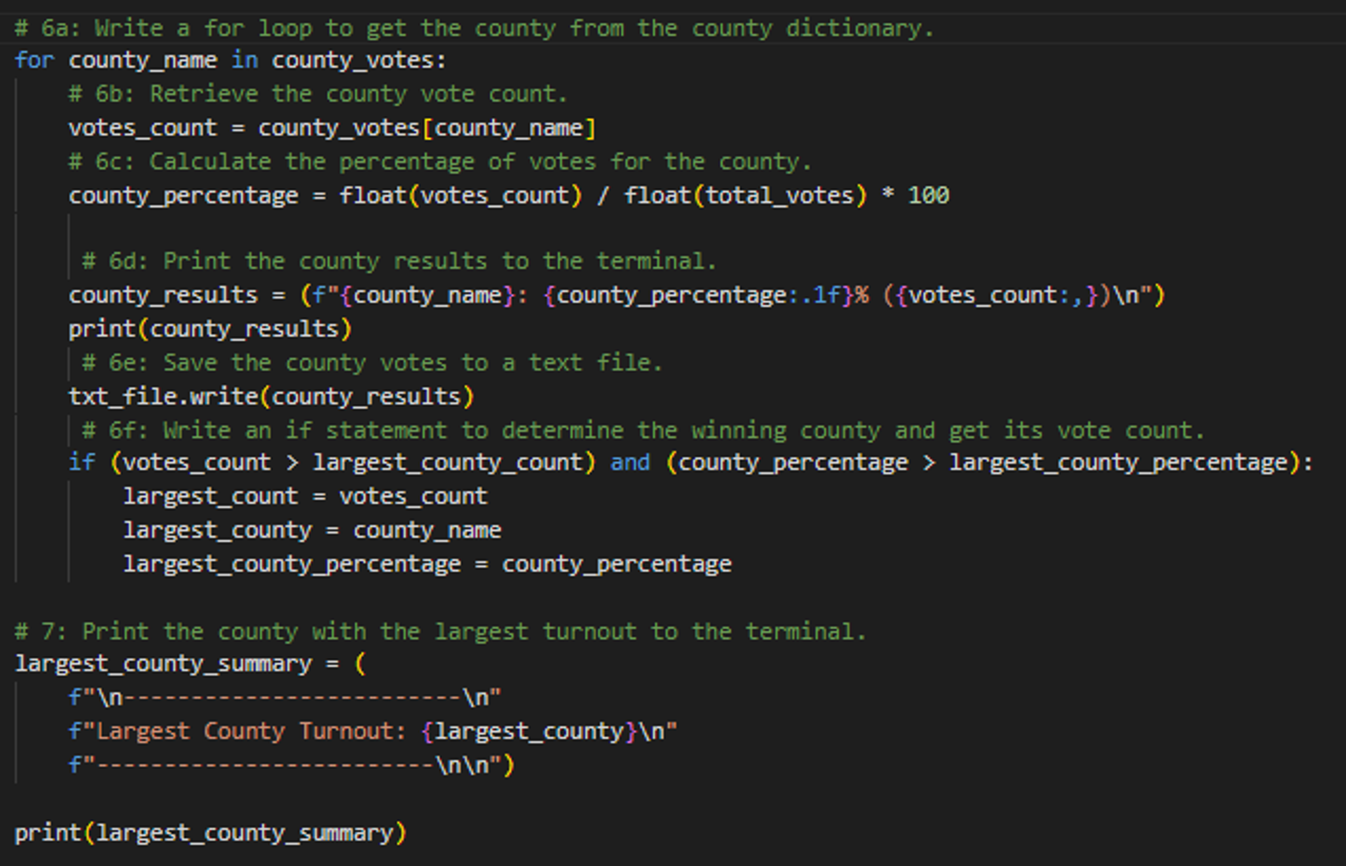 # 6a: Write a for loop to get the county from the county dictionary.
for county_name in county_votes:
    # 6b: Retrieve the county vote count.
    votes_count = county_votes[county_name]
    # 6c: Calculate the percentage of votes for the county.
    county_percentage = float(votes_count) / float(total_votes) * 100

     # 6d: Print the county results to the terminal.
    county_results = (f"{county_name}: {county_percentage:.1f}% ({votes_count:,})\n")
    print(county_results)
     # 6e: Save the county votes to a text file.
    txt_file.write(county_results)
     # 6f: Write an if statement to determine the winning county and get its vote count.
    if (votes_count > largest_county_count) and (county_percentage > largest_county_percentage):
        largest_count = votes_count
        largest_county = county_name
        largest_county_percentage = county_percentage

# 7: Print the county with the largest turnout to the terminal.
largest_county_summary = (
    f"\n-------------------------\n"
    f"Largest County Turnout: {largest_county}\n"
    f"-------------------------\n\n")

print(largest_county_summary)